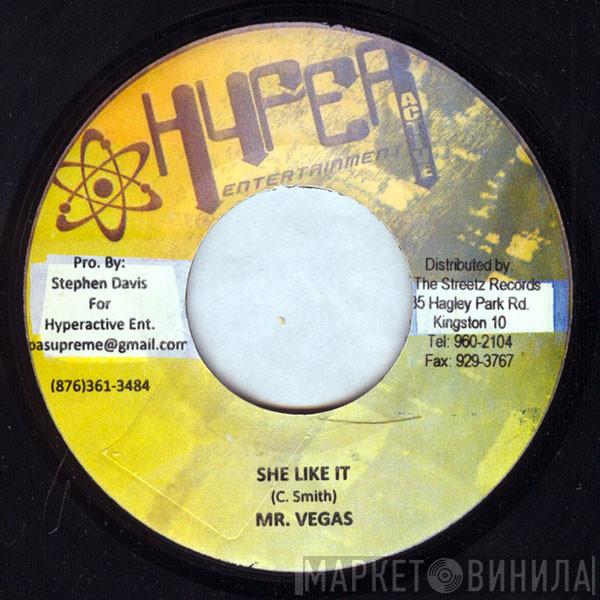 HYPER
ACTIVE
ENTERTAINMENT
Pro. By:
Stephen Davis
For
Hyperactive Ent.
pasupreme@gmail.com
(876)361-3484
Distributed by:
The Streetz Records
35 Hagley Park Rd.
Kingston 10
Tel: 960-2104
Fax: 929-3767
SHE LIKE IT
(C. Smith)
MR. VEGAS
МАРКЕТ ВИНИЛА